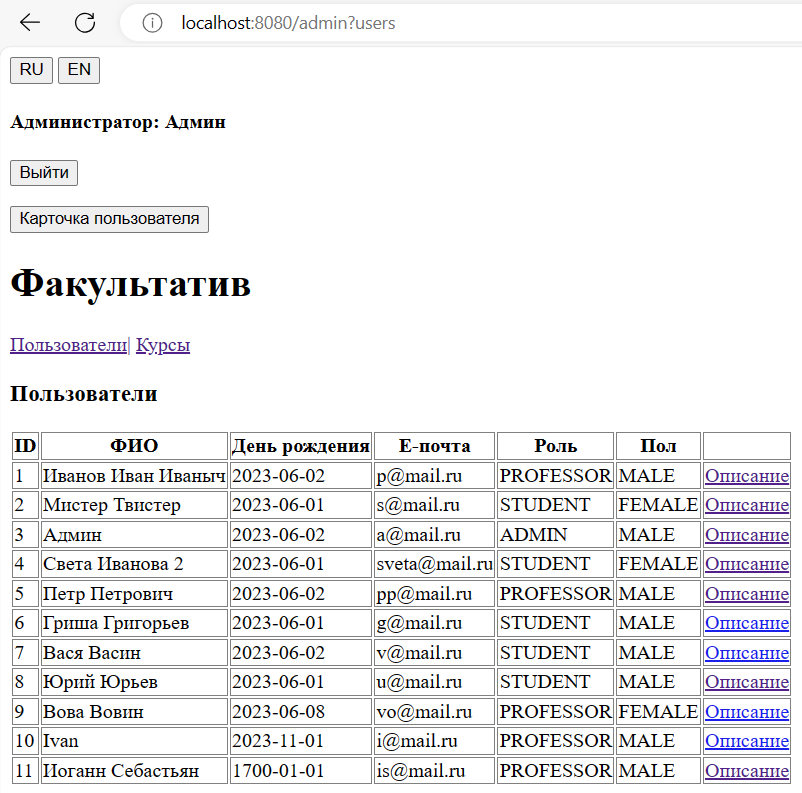 localhost:8080/admin?users
RU EN
Администратор: Админ
Выйти
Карточка пользователя
Факультатив
Пользователи| Курсы
Пользователи
ID ФИО День рождения Е-почта Роль Пол
1 Иванов Иван Иваныч 2023-06-02 p@mail.ru PROFESSOR MALE Описание
2 Мистер Твистер 2023-06-01 s@mail.ru STUDENT FEMALE Описание
3 Админ 2023-06-02 a@mail.ru ADMIN MALE Описание
4 Света Иванова 2 2023-06-01 sveta@mail.ru STUDENT FEMALE Описание
5 Петр Петрович 2023-06-02 pp@mail.ru PROFESSOR MALE Описание
6 Гриша Григорьев 2023-06-01 g@mail.ru STUDENT MALE Описание
7 Вася Васин 2023-06-02 v@mail.ru STUDENT MALE Описание
8 Юрий Юрьев 2023-06-01 u@mail.ru STUDENT MALE Описание
9 Вова Вовин 2023-06-08 vo@mail.ru PROFESSOR FEMALE Описание
10 Ivan 2023-11-01 i@mail.ru PROFESSOR MALE Описание
11 Иоганн Себастьян 1700-01-01 is@mail.ru PROFESSOR MALE Описание